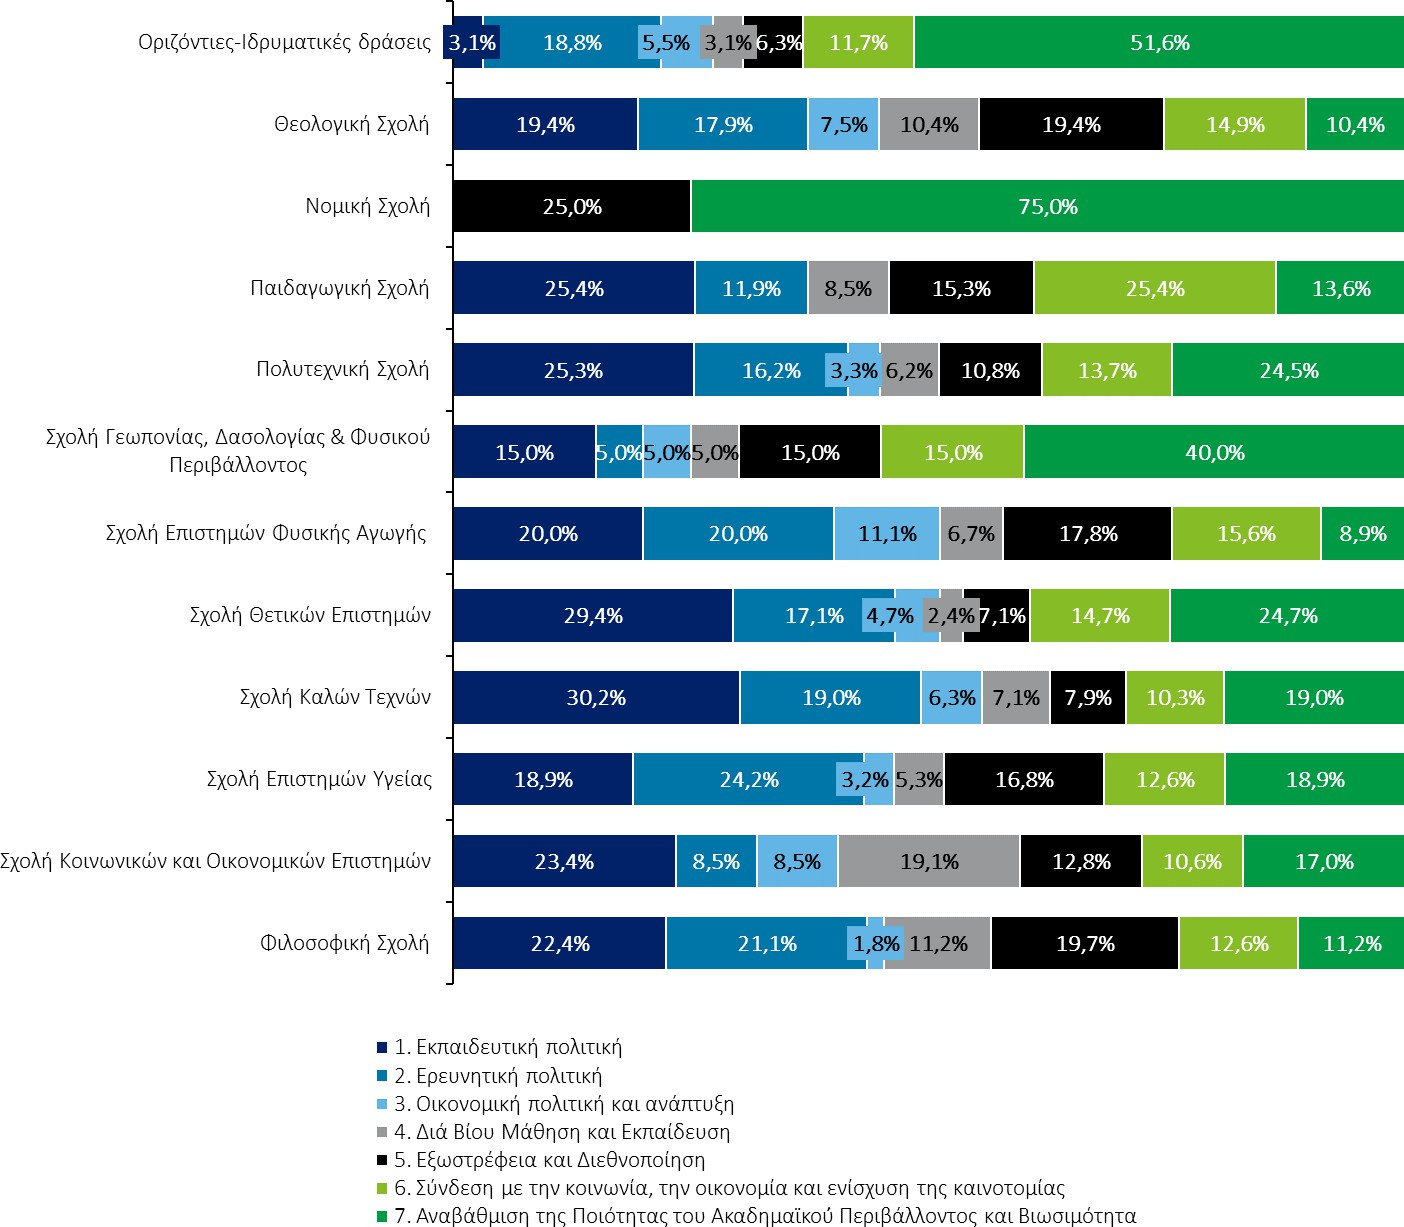 Οριζόντιες-Ιδρυματικές δράσεις 3,1% 18,8% 5,5% 3,1% 6,3% 11,7% 51,6%
Θεολογική Σχολή 19,4% 17,9% 7,5% 10,4% 19,4% 14,9% 10,4%
Νομική Σχολή 25,0% 75,0%
Παιδαγωγική Σχολή 25,4% 11,9% 8,5% 15,3% 25,4% 13,6%
Πολυτεχνική Σχολή 25,3% 16,2% 3,3% 6,2% 10,8% 13,7% 24,5%
Σχολή Γεωπονίας, Δασολογίας & Φυσικού
Περιβάλλοντος 15,0% 5,0% 5,0% 5,0% 15,0% 15,0% 40,0%
Σχολή Επιστημών Φυσικής Αγωγής 20,0% 20,0% 11,1% 6,7% 17,8% 15,6% 8,9%
Σχολή Θετικών Επιστημών 29,4% 17,1% 4,7% 2,4% 7,1% 14,7% 24,7%
Σχολή Καλών Τεχνών 30,2% 19,0% 6,3% 7,1% 7,9% 10,3% 19,0%
Σχολή Επιστημών Υγείας 18,9% 24,2% 3,2% 5,3% 16,8% 12,6% 18,9%
Σχολή Κοινωνικών και Οικονομικών Επιστημών 23,4% 8,5% 8,5% 19,1% 12,8% 10,6% 17,0%
Φιλοσοφική Σχολή 22,4% 21,1% 1,8% 11,2% 19,7% 12,6% 11,2%
1. Εκπαιδευτική πολιτική
2. Ερευνητική πολιτική
3. Οικονομική πολιτική και ανάπτυξη
4. Διά Βίου Μάθηση και Εκπαίδευση
5. Εξωστρέφεια και Διεθνοποίηση
6. Σύνδεση με την κοινωνία, την οικονομία και ενίσχυση της καινοτομίας
7. Αναβάθμιση της Ποιότητας του Ακαδημαϊκού Περιβάλλοντος και Βιωσιμότητα